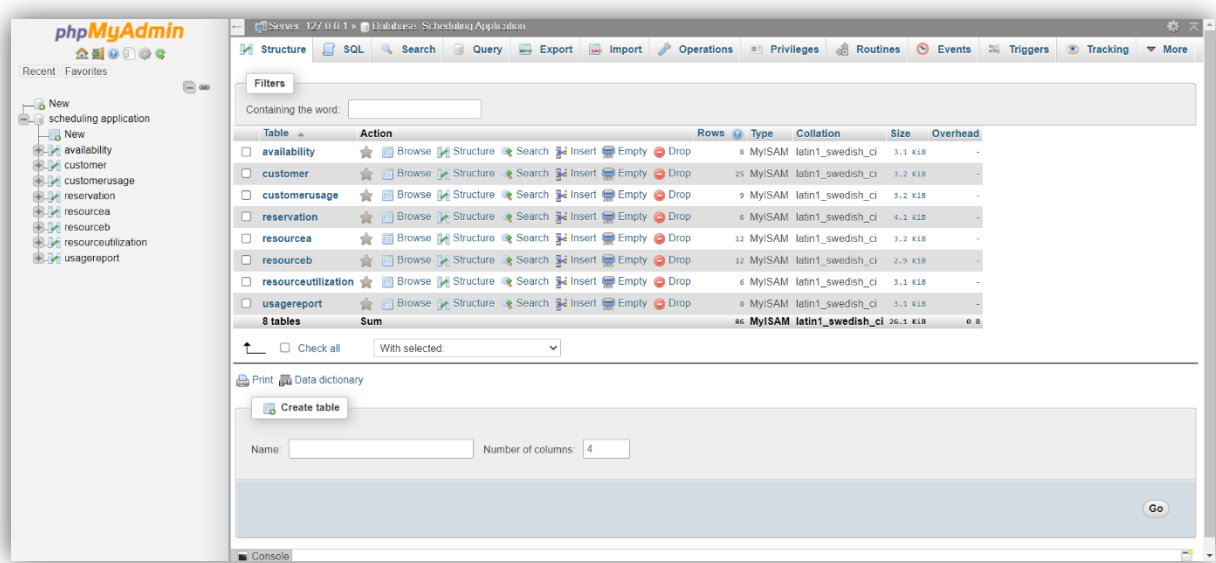 phpMyAdmin
Recent Favorites
New
scheduling application
New
availability
customer
customerusage
reservation
resourcea
resourceb
resourceutilization
usagereport
Server: 127.0.0.1 » Database: Scheduling Application
Structure SQL Search Query Export Import Operations Privileges Routines Events Triggers Tracking More
Filters
Containing the word:
Table Action Rows Type Collation Size Overhead
availability Browse Structure Search Insert Empty Drop 8 MyISAM latin1_swedish_ci 3.1 KiB -
customer Browse Structure Search Insert Empty Drop 25 MyISAM latin1_swedish_ci 3.2 KiB -
customerusage Browse Structure Search Insert Empty Drop 9 MyISAM latin1_swedish_ci 3.2 KiB -
reservation Browse Structure Search Insert Empty Drop 6 MyISAM latin1_swedish_ci 4.1 KiB -
resourcea Browse Structure Search Insert Empty Drop 12 MyISAM latin1_swedish_ci 3.2 KiB -
resourceb Browse Structure Search Insert Empty Drop 12 MyISAM latin1_swedish_ci 2.9 KiB -
resourceutilization Browse Structure Search Insert Empty Drop 6 MyISAM latin1_swedish_ci 3.1 KiB -
usagereport Browse Structure Search Insert Empty Drop 8 MyISAM latin1_swedish_ci 3.1 KiB -
8 tables Sum 86 MyISAM latin1_swedish_ci 26.1 KiB 0 B
Check all With selected:
Print Data dictionary
Create table
Name: Number of columns: 4
Go
Console